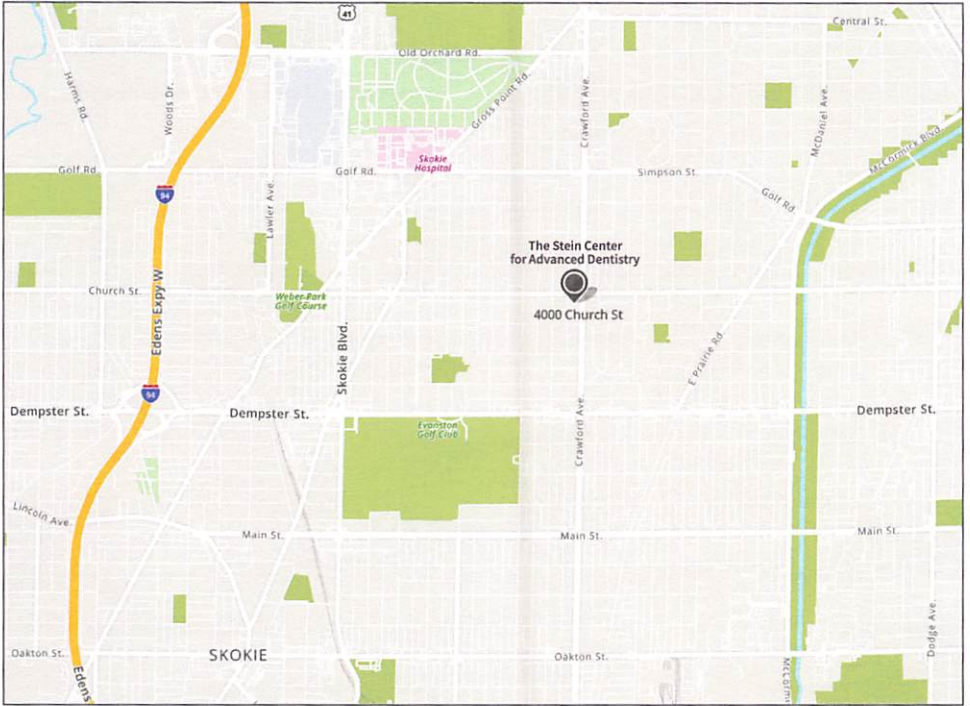 41
Central St.
Old Orchard Rd.
Harms Rd.
Woods Dr.
Gross Point Rd.
Crawford Ave.
McDaniel Ave.
McCormick Blvd.
Skokie
Hospital
Golf Rd.
Golf Rd.
Simpson St.
Golf Rd.
94
Lawler Ave.
The Stein Center
for Advanced Dentistry
4000 Church St
Church St.
Weber Park
Golf Course
Edens Expy W
Skokie Blvd.
E Prairie Rd.
94
Dempster St.
Dempster St.
Evanston
Golf Club
Crawford Ave.
Dempster St.
Lincoln Ave.
Main St.
Main St.
Main St.
Dodge Ave.
Oakton St.
SKOKIE
Oakton St.
Edens
McCormi